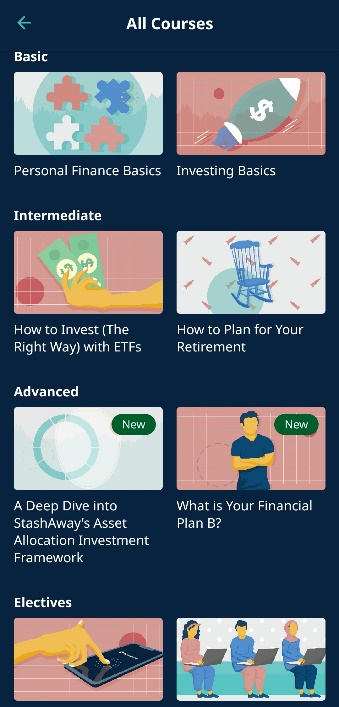 All Courses
Basic
Personal Finance Basics
Investing Basics
Intermediate
How to Invest (The
Right Way) with ETFs
How to Plan for Your
Retirement
Advanced
New
New
A Deep Dive into
StashAway's Asset
Allocation Investment
Framework
What is Your Financial
Plan B?
Electives